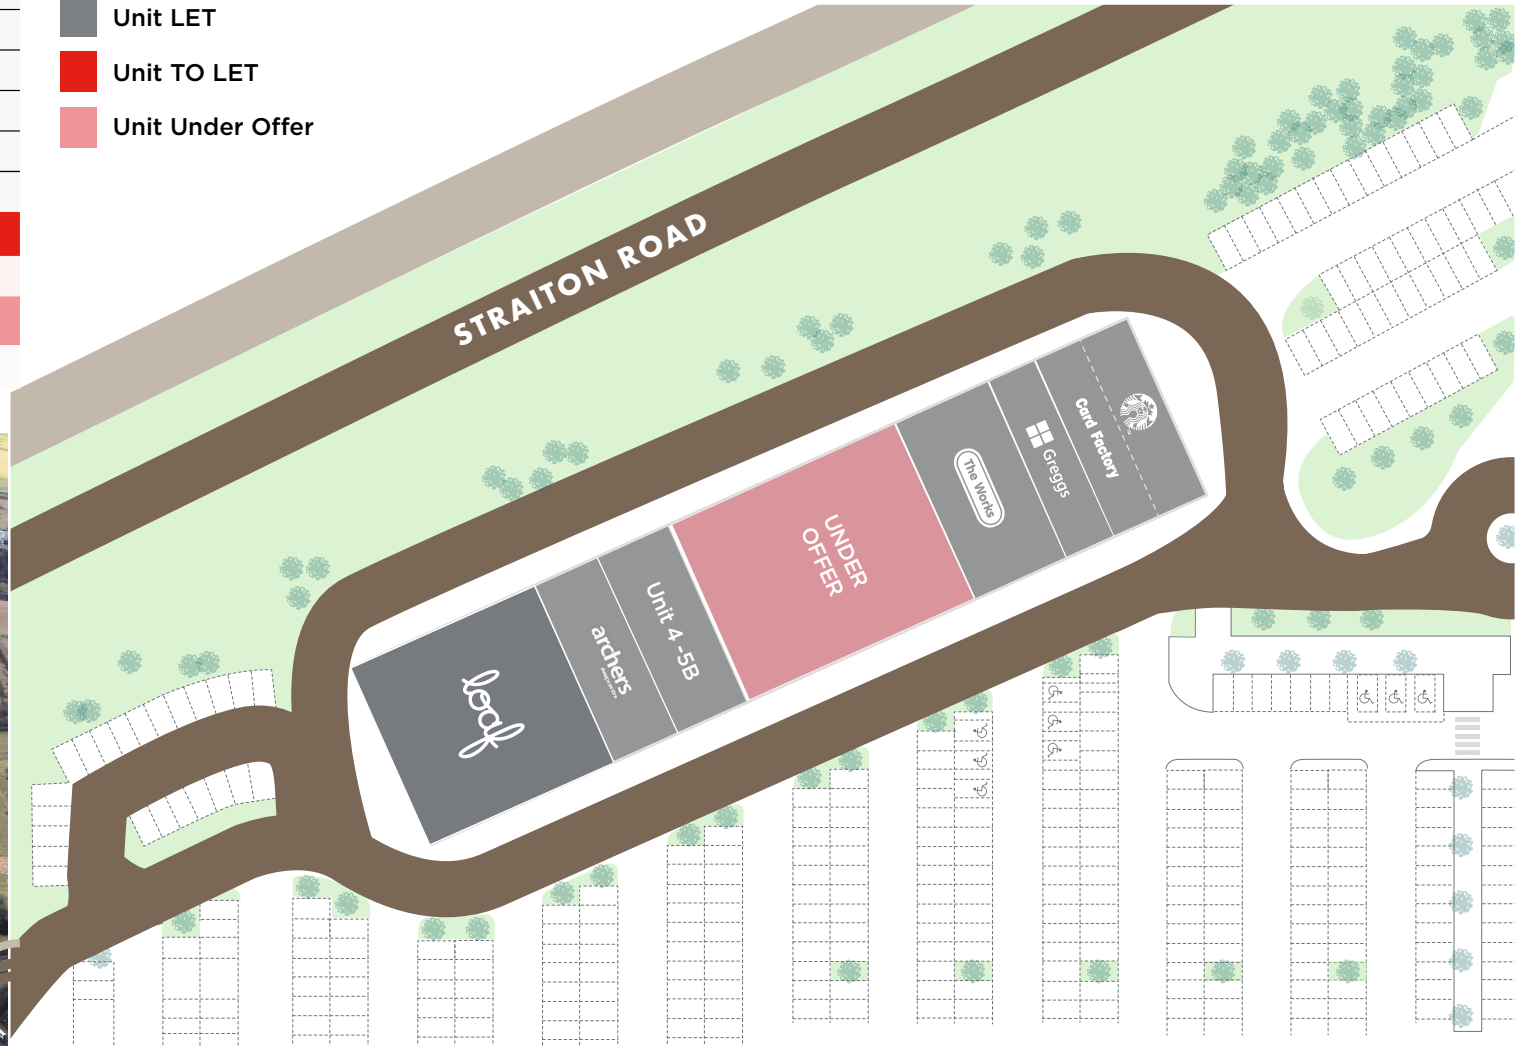 Unit LET
Unit TO LET
Unit Under Offer
STRAITON ROAD
loaf
archers
Unit 4 -5B
UNDER
OFFER
The Works
Greggs
Card Factory